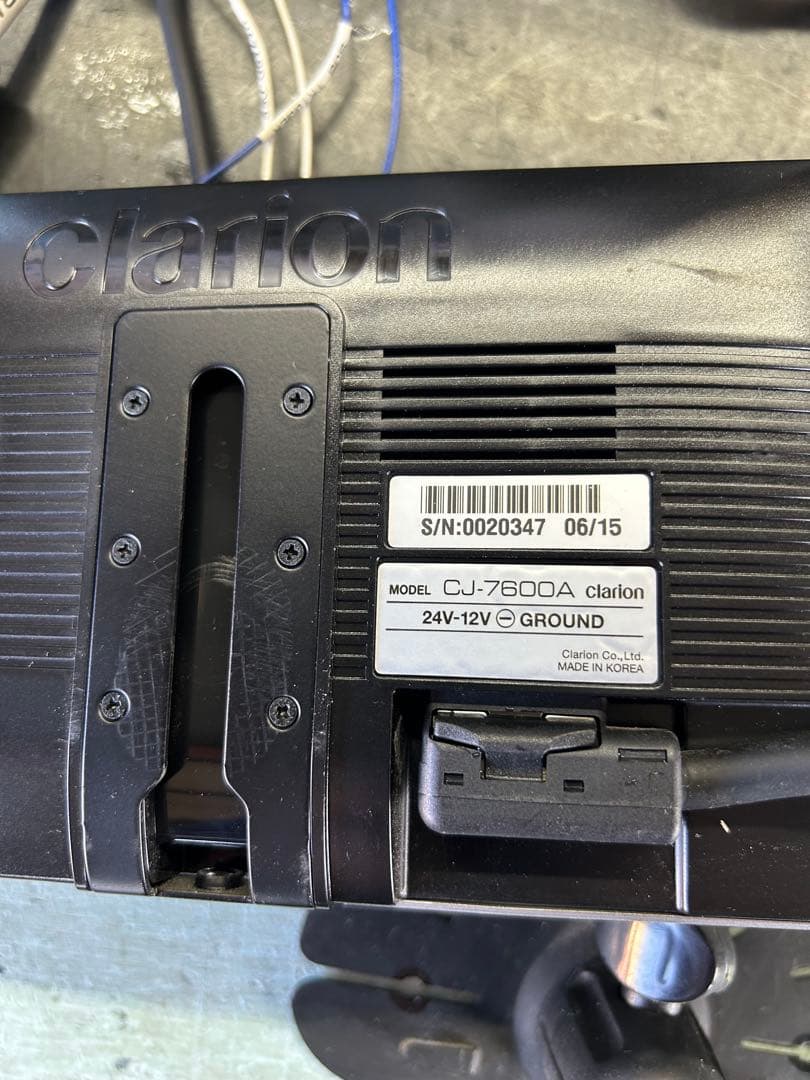 clarion
S/N:0020347 06/15
MODEL CJ-7600A clarion
24V-12V ⊖ GROUND
Clarion Co.,Ltd.
MADE IN KOREA